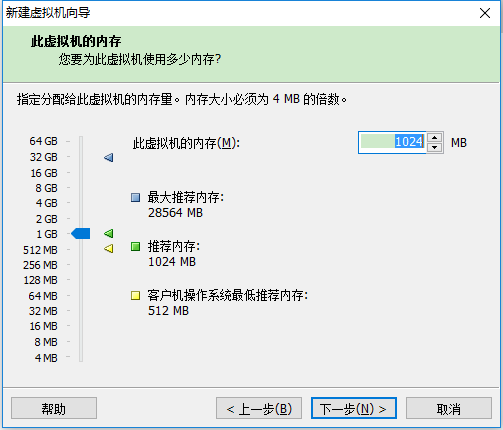 新建虚拟机向导
此虚拟机的内存
您要为此虚拟机使用多少内存?
指定分配给此虚拟机的内存量。内存大小必须为 4 MB 的倍数。
64 GB
32 GB
16 GB
8 GB
4 GB
2 GB
1 GB
512 MB
256 MB
128 MB
64 MB
32 MB
16 MB
8 MB
4 MB
此虚拟机的内存(M):
1024
MB
最大推荐内存:
28564 MB
推荐内存:
1024 MB
客户机操作系统最低推荐内存:
512 MB
帮助
< 上一步(B)
下一步(N) >
取消